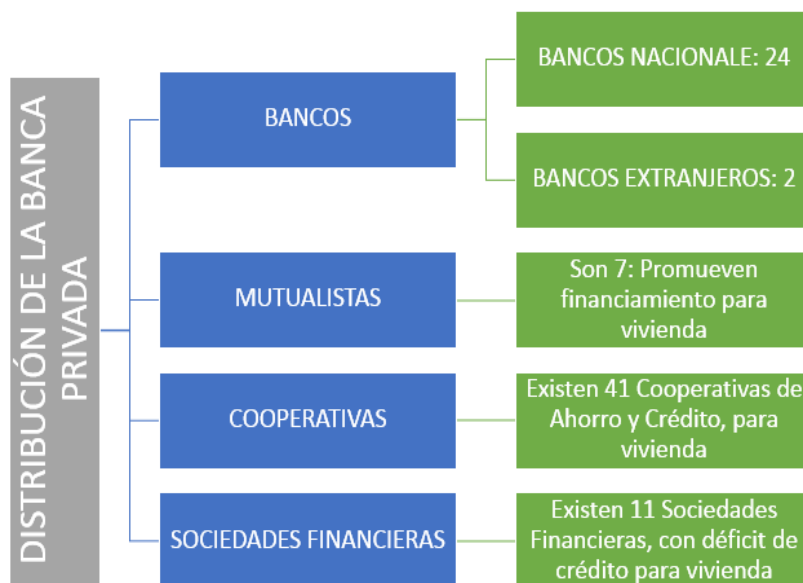 DISTRIBUCIÓN DE LA BANCA
PRIVADA
BANCOS
BANCOS NACIONALE: 24
BANCOS EXTRANJEROS: 2
MUTUALISTAS
Son 7: Promueven
financiamiento para
vivienda
COOPERATIVAS
Existen 41 Cooperativas de
Ahorro y Crédito, para
vivienda
SOCIEDADES FINANCIERAS
Existen 11 Sociedades
Financieras, con déficit de
crédito para vivienda